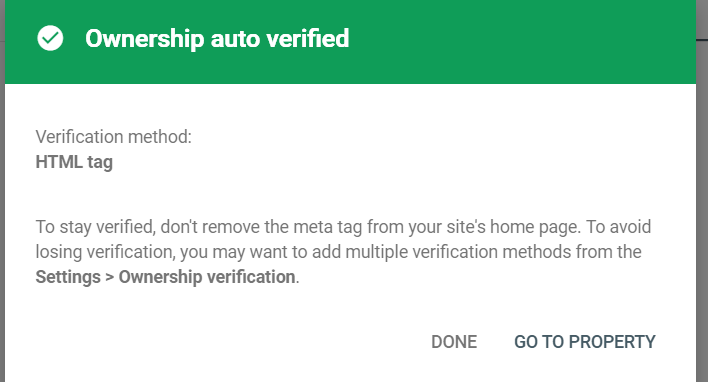 Ownership auto verified
Verification method:
HTML tag
To stay verified, don't remove the meta tag from your site's home page. To avoid
losing verification, you may want to add multiple verification methods from the
Settings > Ownership verification.
DONE GO TO PROPERTY